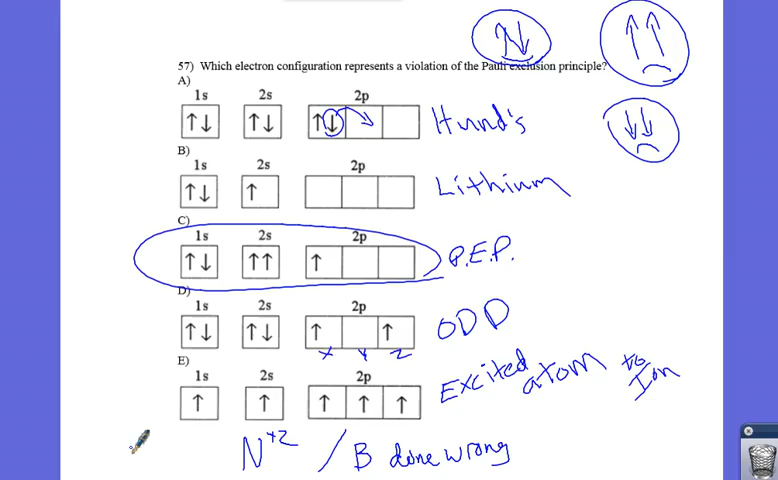 57) Which electron configuration represents a violation of the Pauli exclusion principle?
A)
1s 2s 2p
↑↓ ↑↓ ↑↓ Hund's
B)
1s 2s 2p
↑↓ ↑ Lithium
C)
1s 2s 2p
↑↓ ↑↑ ↑ P.E.P.
D)
1s 2s 2p
↑↓ ↑↓ ↑ ↑ ODD
X Y Z
E)
1s 2s 2p
↑ ↑ ↑ ↑ ↑ Excited atom to Ion
N+2 / B done wrong